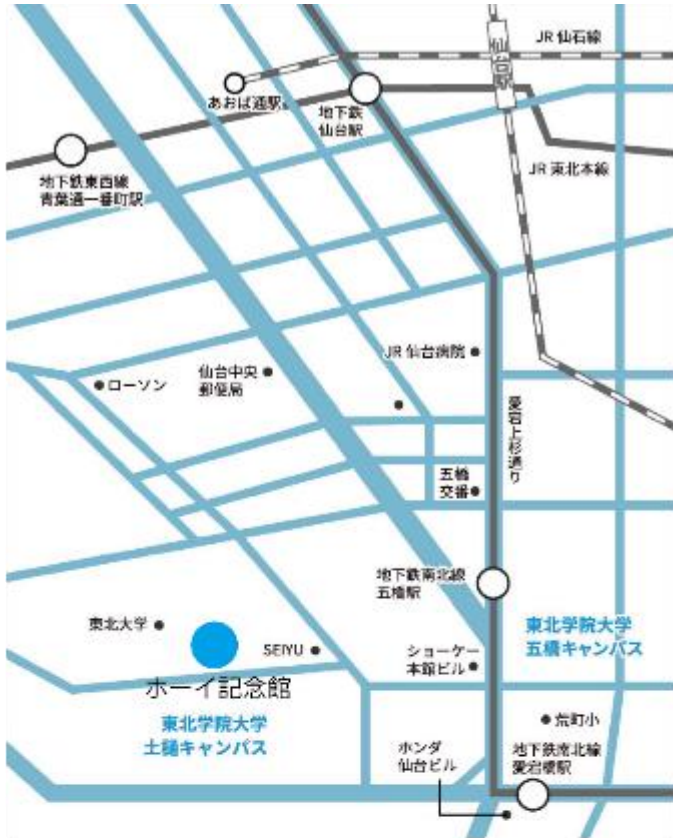 JR 仙石線
仙台駅
あおば通駅
地下鉄
仙台駅
地下鉄東西線
青葉通一番町駅
JR 東北本線
JR 仙台病院
仙台中央
郵便局
ローソン
愛宕上杉通り
五橋
交番
地下鉄南北線
五橋駅
東北大学
SEIYU
ショーケー
本館ビル
東北学院大学
五橋キャンパス
ホーイ記念館
東北学院大学
土樋キャンパス
荒町小
ホンダ
仙台ビル
地下鉄南北線
愛宕橋駅